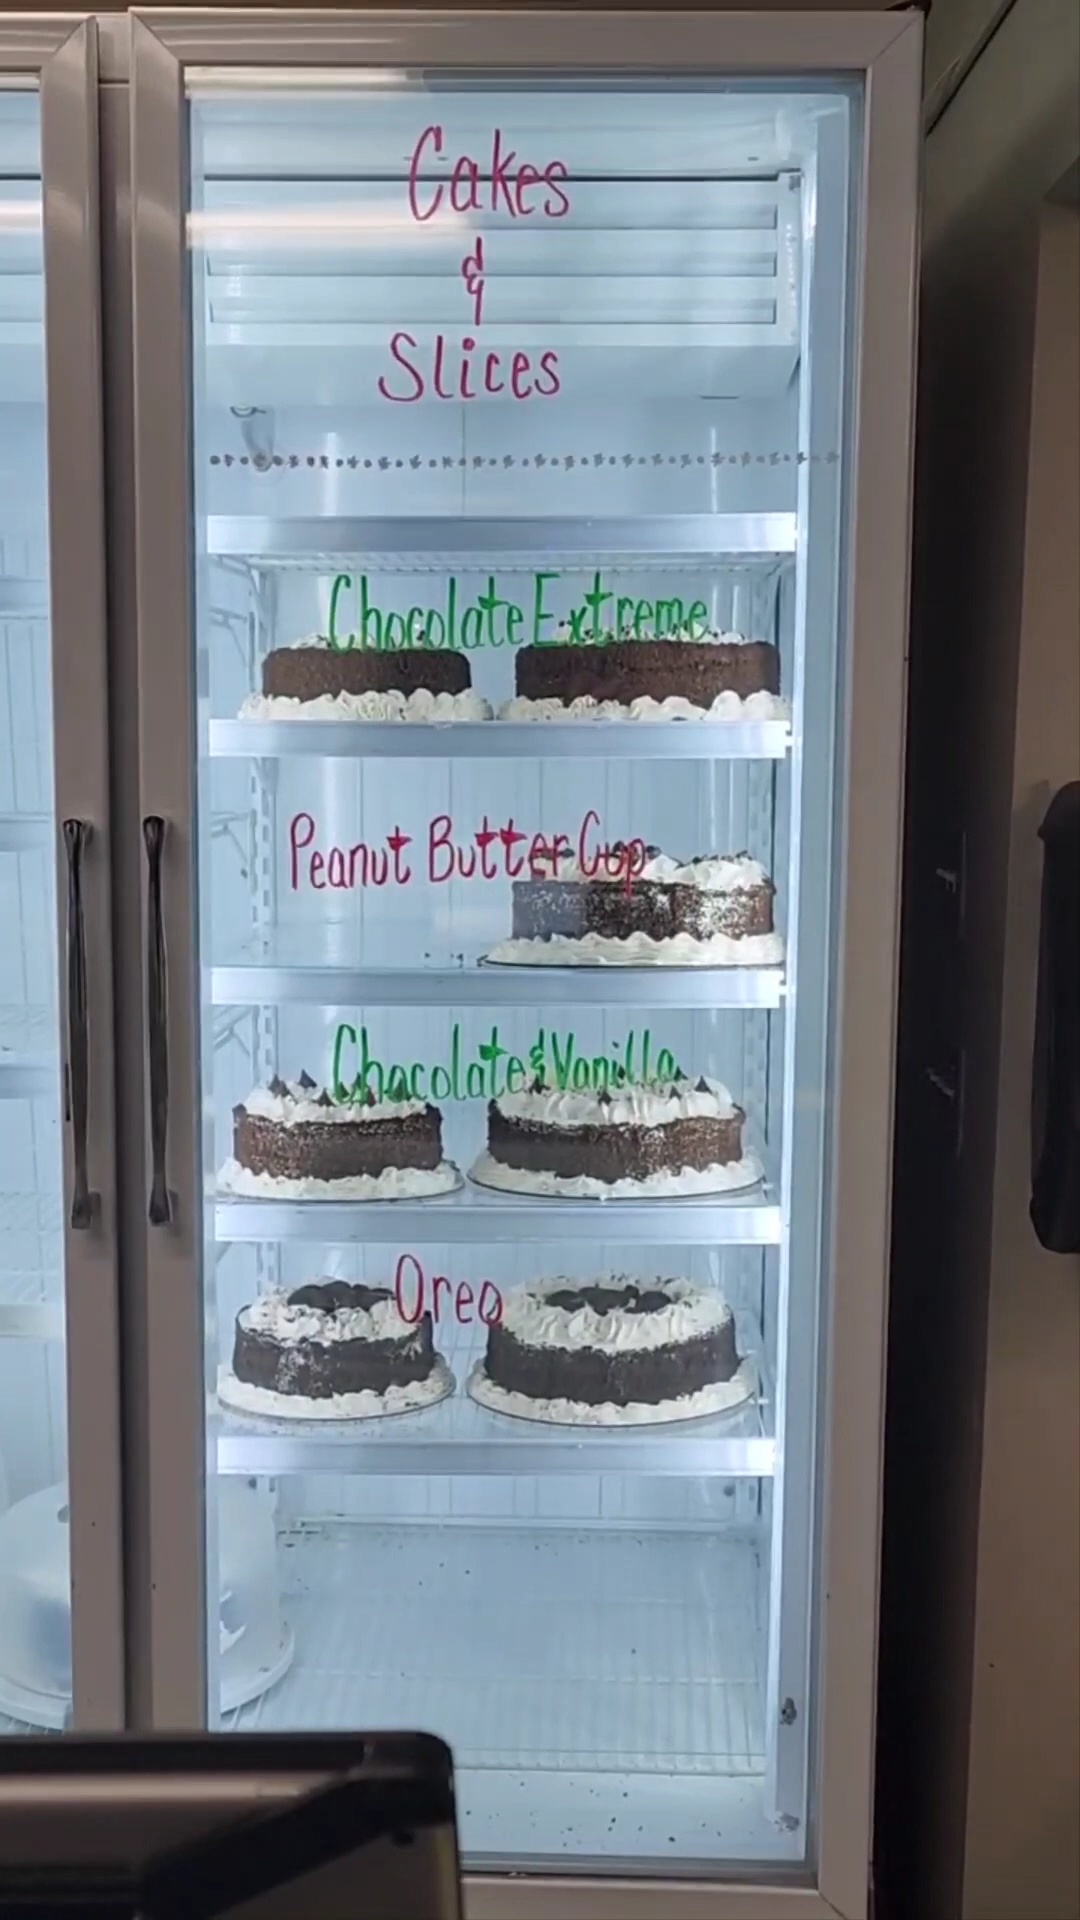 Cakes
&
Slices
Chocolate Extreme
Peanut Butter Cup
Chocolate & Vanilla
Oreo